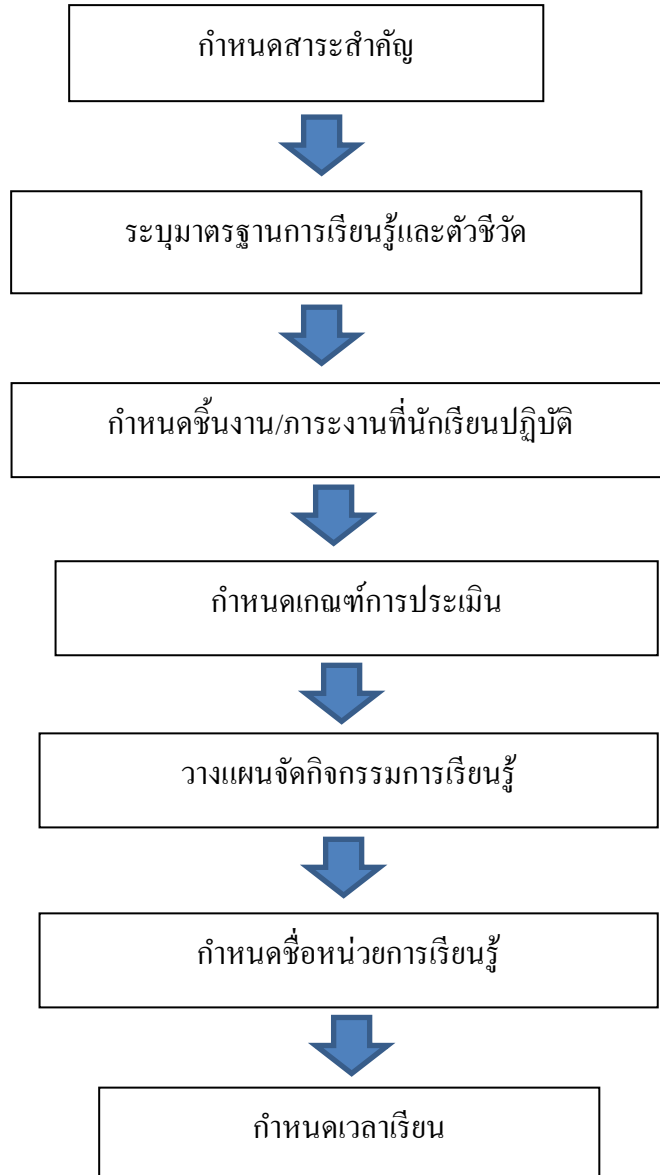 กำหนดสาระสำคัญ
ระบุมาตรฐานการเรียนรู้และตัวชีวัด
กำหนดชิ้นงาน/ภาระงานที่นักเรียนปฏิบัติ
กำหนดเกณฑ์การประเมิน
วางแผนจัดกิจกรรมการเรียนรู้
กำหนดชื่อหน่วยการเรียนรู้
กำหนดเวลาเรียน